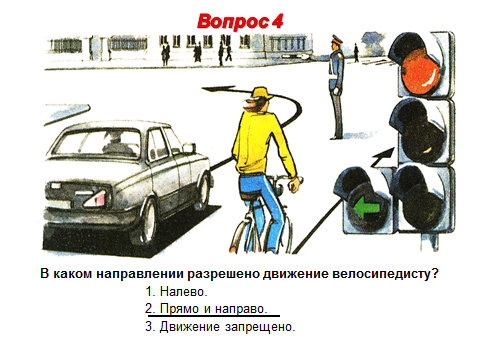 Вопрос 4
В каком направлении разрешено движение велосипедисту?
1. Налево.
2. Прямо и направо.
3. Движение запрещено.